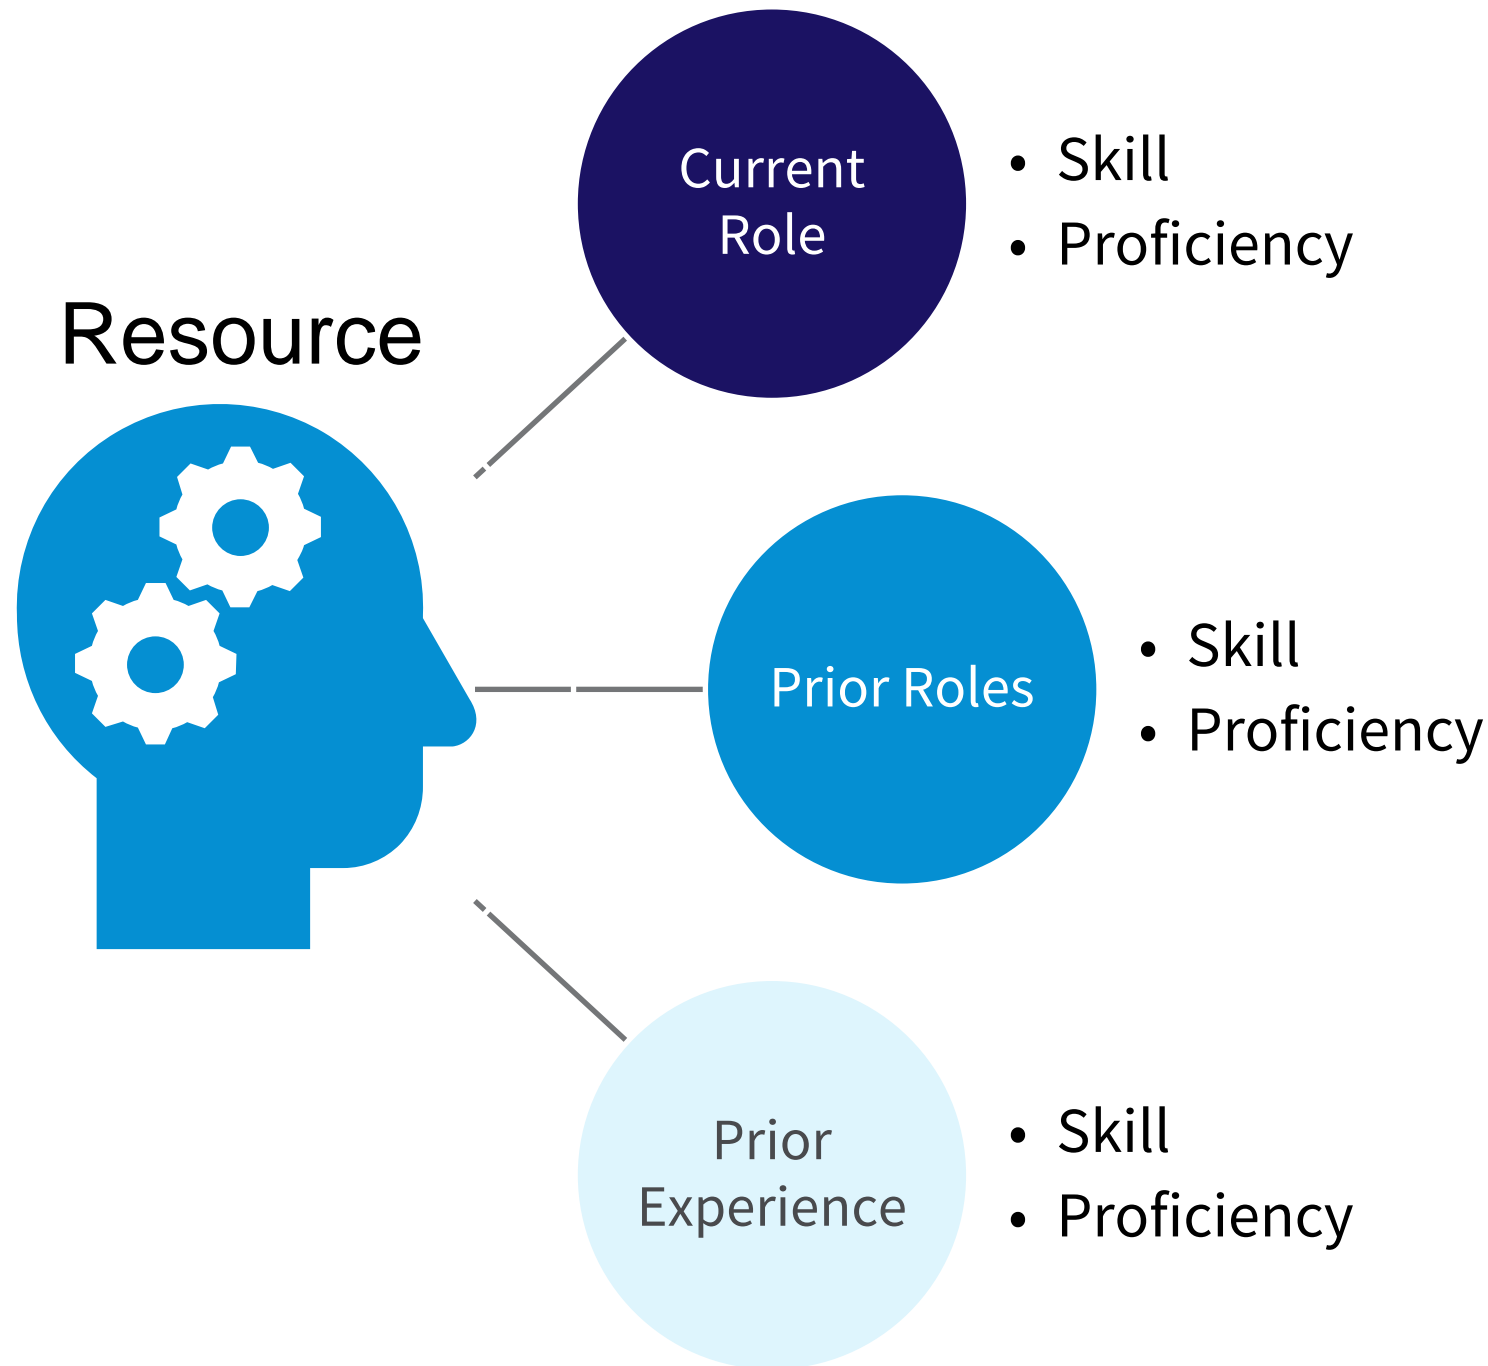 Resource
Current
Role
• Skill
• Proficiency
Prior Roles
• Skill
• Proficiency
Prior
Experience
• Skill
• Proficiency